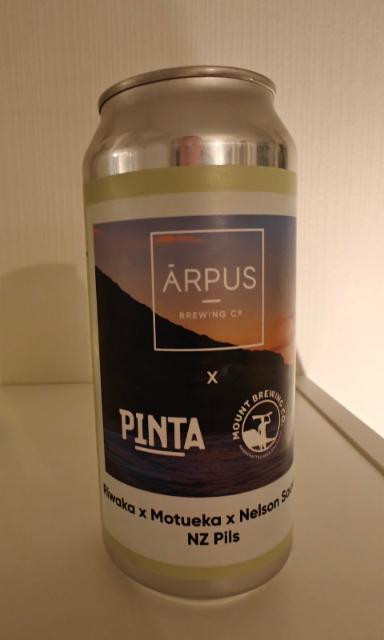 ĀRPUS
BREWING Cº
X
PINTA
MOUNT BREWING CO.
Riwaka x Motueka x Nelson
NZ Pils